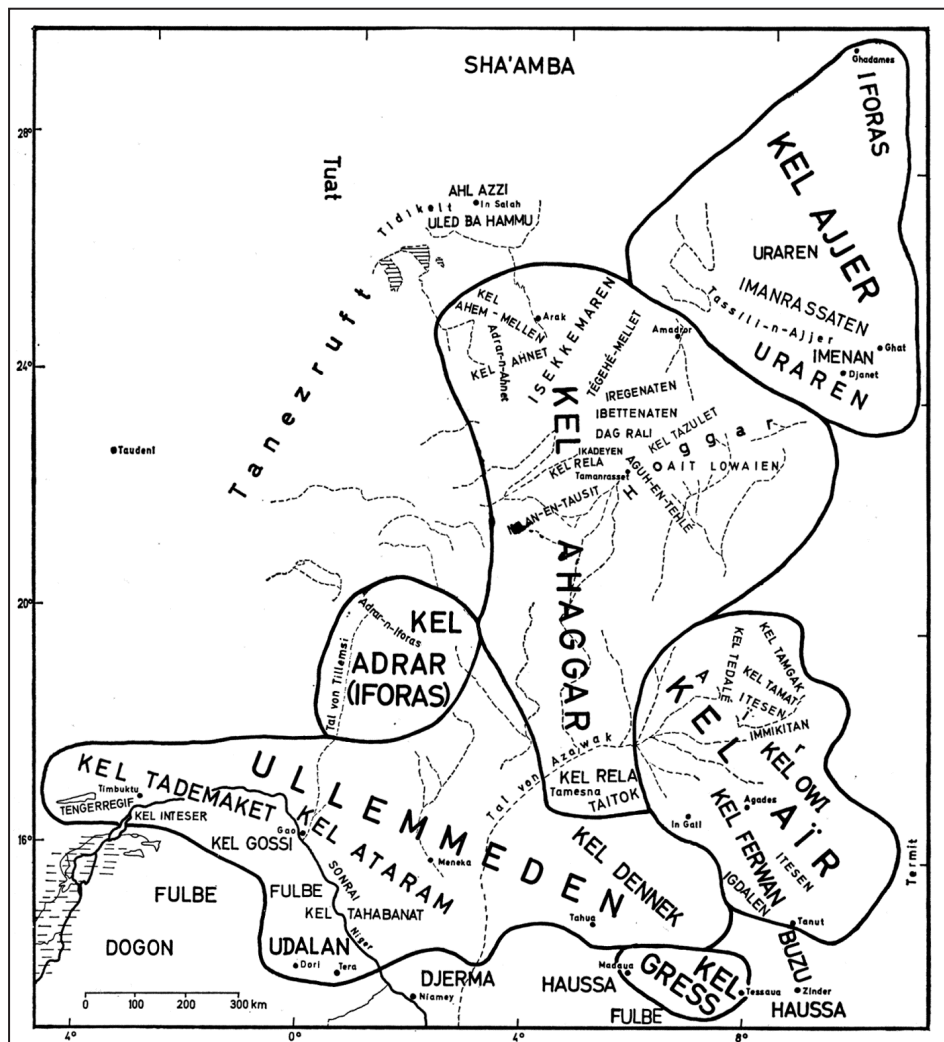 SHA'AMBA
Ghadames
IFORAS
28°
KEL AJJER
Tuat
AHL AZZI
In Salah
Tidikelt
ULED BA HAMMU
URAREN
IMANRASSATEN
Tassili-n-Ajjer
IMENAN
Ghat
Djanet
URAREN
KEL
AHEM-MELLEN
Arak
Adrar-n-Ahnet
KEL AHNET
ISEKKEMAREN
TÉGEHÉ-MELLET
Amadror
24°
Tanezruft
Taudeni
IREGENATEN
IBETTENATEN
DAG RALI
IKADEYEN
KEL TAZULET
KEL RELA
Tamanrasset
Hoggar
AIT LOWAIEN
AGUH-EN-TEHLE
KEL AHAGGAR
20°
Adrar-n-Iforas
KEL
ADRAR
(IFORAS)
Tal von Tillemsi
KEL TAMGAK
KEL TEDALE
KEL TAMAT
ITESEN
IMMIKITAN
Aïr
KEL OWI
KEL AÏR
Agades
In Gall
KEL FERWAN
ITESEN
IGDALEN
Tanut
Termit
Tal von Azawak
KEL RELA
Tamesna
TAITOK
ULLEMMEDEN
KEL TADEMAKET
Timbuktu
TENGERREGIF
KEL INTESER
16°
KEL GOSSI
Gao
KEL ATARAM
Meneka
KEL DENNEK
Tahua
SONRAI
FULBE
FULBE
KEL TAHABANAT
Niger
DOGON
UDALAN
Dori
Tera
DJERMA
Niamey
HAUSSA
Madaua
KEL
GRESS
Tessaua
BUZU
Zinder
HAUSSA
FULBE
0 100 200 300 km
4° 0° 4° 8°